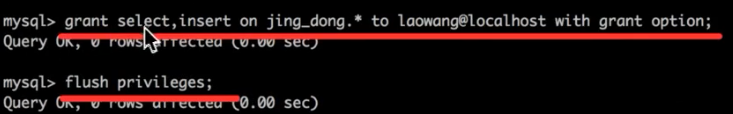 mysql> grant select,insert on jing_dong.* to laowang@localhost with grant option;
Query OK, 0 rows affected (0.00 sec)
mysql> flush privileges;
Query OK, 0 rows affected (0.00 sec)